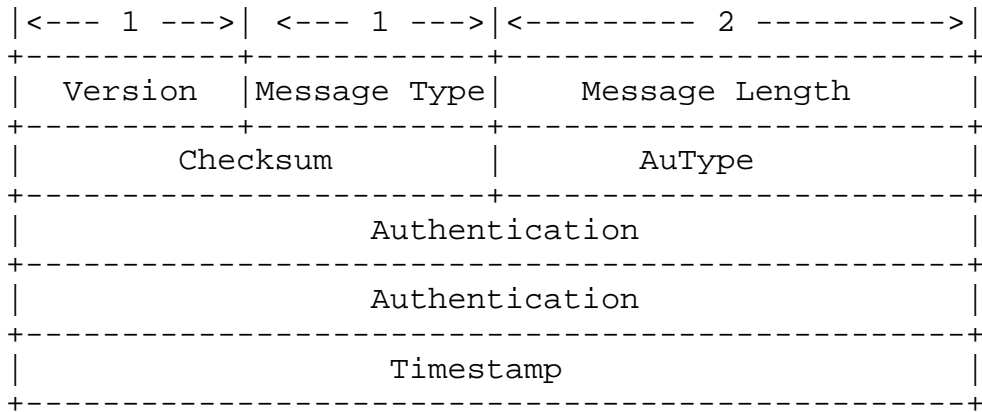 |<--- 1 --->| <--- 1 --->|<---------- 2 ---------->|
+-----------+------------+------------------------+
| Version |Message Type| Message Length |
+-----------+------------+------------------------+
| Checksum | AuType |
+------------------------+------------------------+
| Authentication |
+-------------------------------------------------+
| Authentication |
+-------------------------------------------------+
| Timestamp |
+-------------------------------------------------+